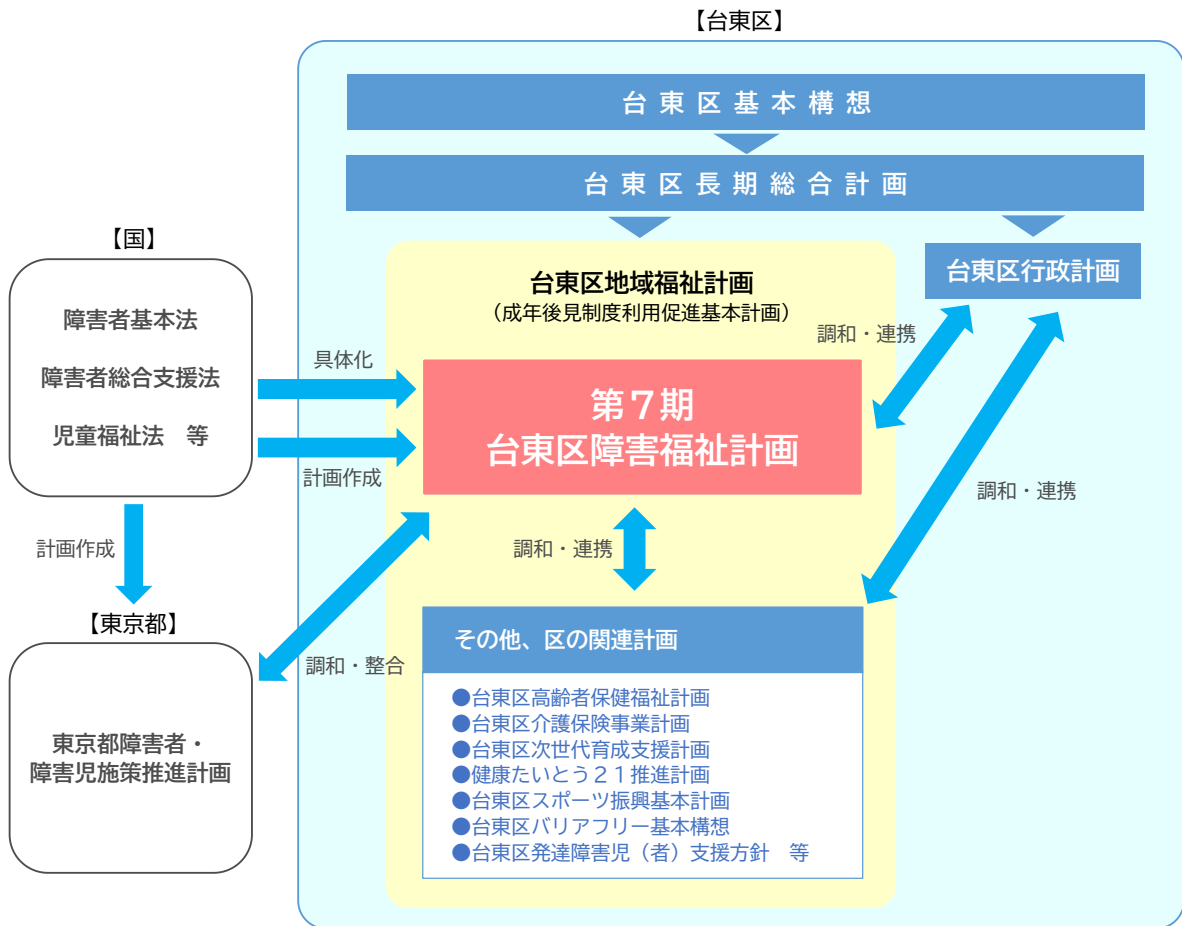 【台東区】
台東区基本構想
台東区長期総合計画
【国】
障害者基本法
障害者総合支援法
児童福祉法　等
台東区地域福祉計画
（成年後見制度利用促進基本計画）
台東区行政計画
具体化
調和・連携
第７期
台東区障害福祉計画
計画作成
調和・連携
計画作成
調和・連携
【東京都】
調和・整合
東京都障害者・
障害児施策推進計画
その他、区の関連計画
●台東区高齢者保健福祉計画
●台東区介護保険事業計画
●台東区次世代育成支援計画
●健康たいとう２１推進計画
●台東区スポーツ振興基本計画
●台東区バリアフリー基本構想
●台東区発達障害児（者）支援方針　等